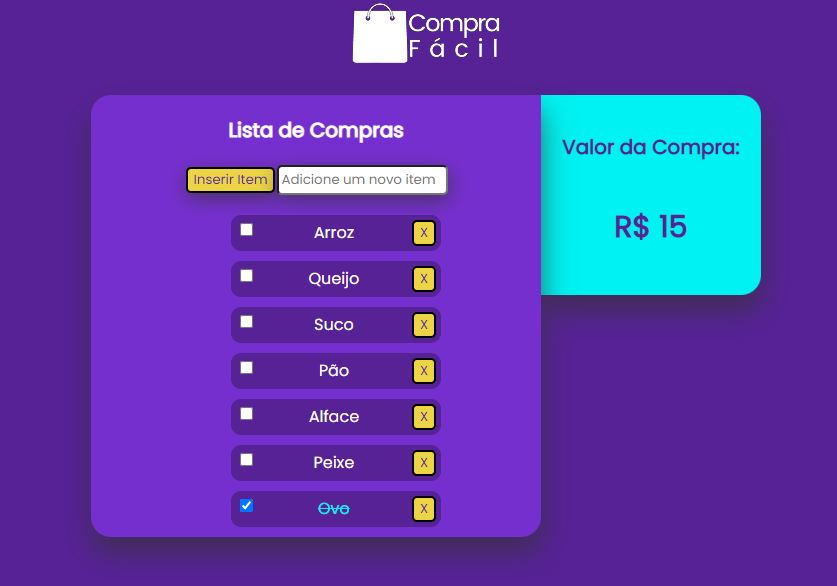 Compra
Fácil
Lista de Compras
Valor da Compra:
Inserir Item Adicione um novo item
R$ 15
Arroz X
Queijo X
Suco X
Pão X
Alface X
Peixe X
Ovo X